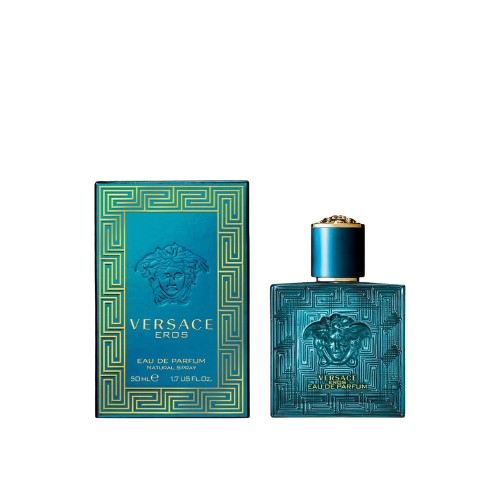 VERSACE
EROS
EAU DE PARFUM
NATURAL SPRAY
50 ML℮ 1.7 US FL.OZ.
VERSACE
EROS
EAU DE PARFUM